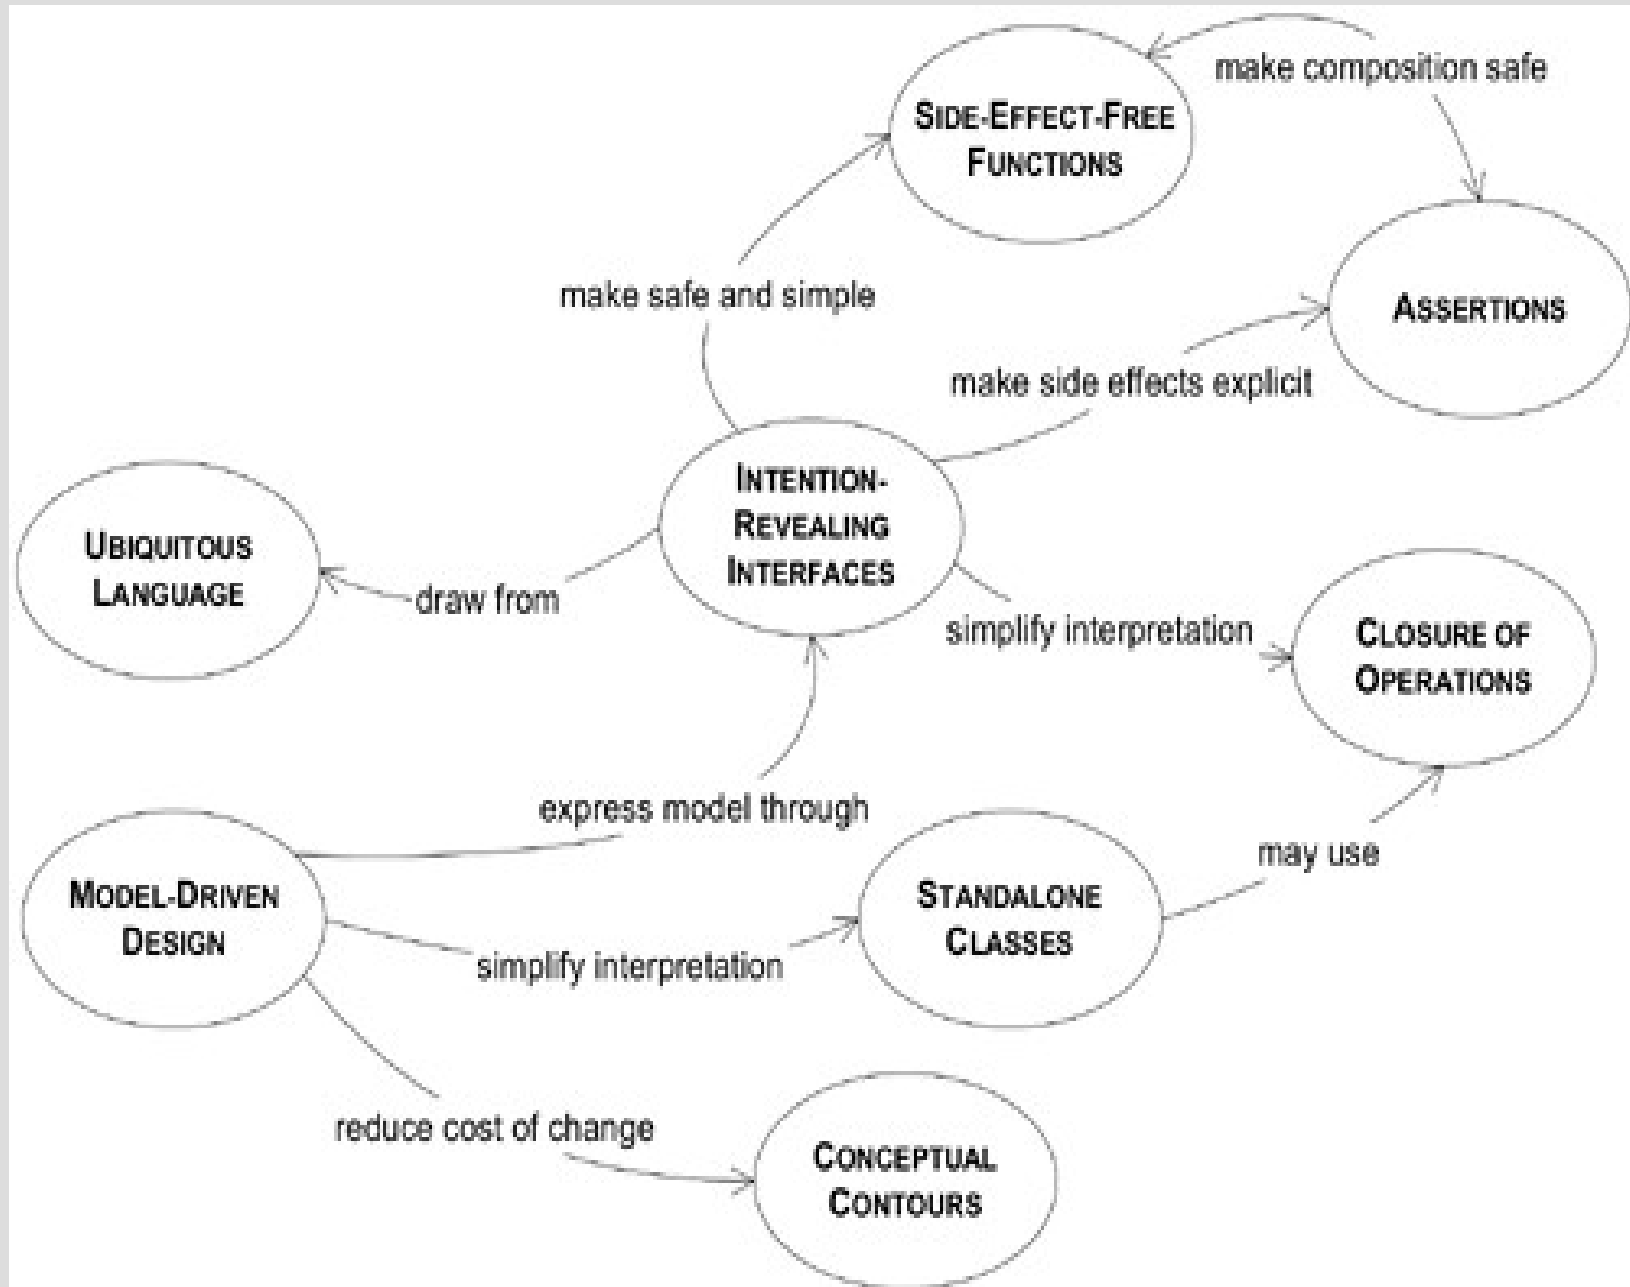 make composition safe
SIDE-EFFECT-FREE
FUNCTIONS
make safe and simple
ASSERTIONS
make side effects explicit
INTENTION-
REVEALING
INTERFACES
UBIQUITOUS
LANGUAGE
draw from
simplify interpretation
CLOSURE OF
OPERATIONS
express model through
may use
MODEL-DRIVEN
DESIGN
STANDALONE
CLASSES
simplify interpretation
reduce cost of change
CONCEPTUAL
CONTOURS